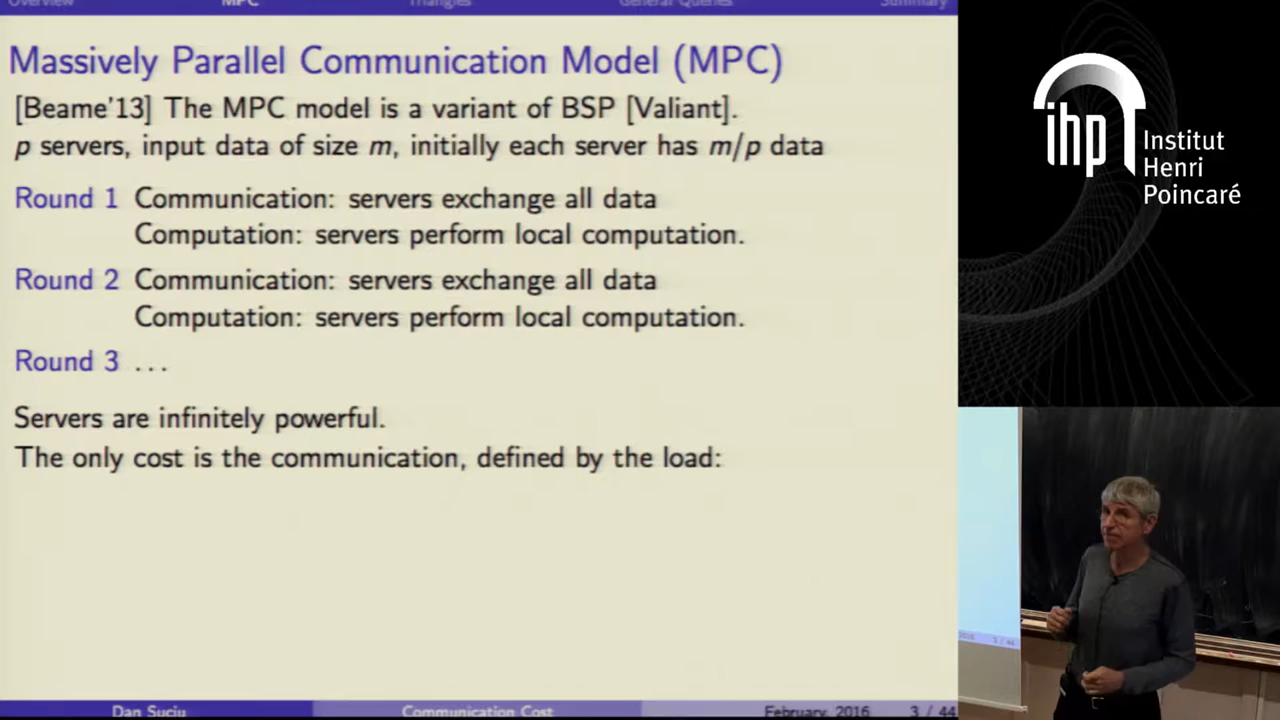 Overview MPC Triangles General Queries Summary
Massively Parallel Communication Model (MPC)
[Beame'13] The MPC model is a variant of BSP [Valiant].
p servers, input data of size m, initially each server has m/p data
Round 1 Communication: servers exchange all data
Computation: servers perform local computation.
Round 2 Communication: servers exchange all data
Computation: servers perform local computation.
Round 3 ...
Servers are infinitely powerful.
The only cost is the communication, defined by the load:
Dan Suciu Communication Cost February, 2016 3 / 44
ihp Institut
Henri
Poincaré
2016 3 / 44